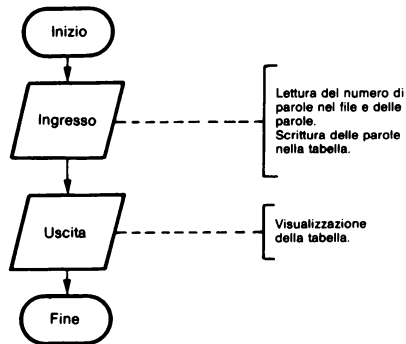 Inizio
Ingresso
Lettura del numero di
parole nel file e delle
parole.
Scrittura delle parole
nella tabella.
Uscita
Visualizzazione
della tabella.
Fine